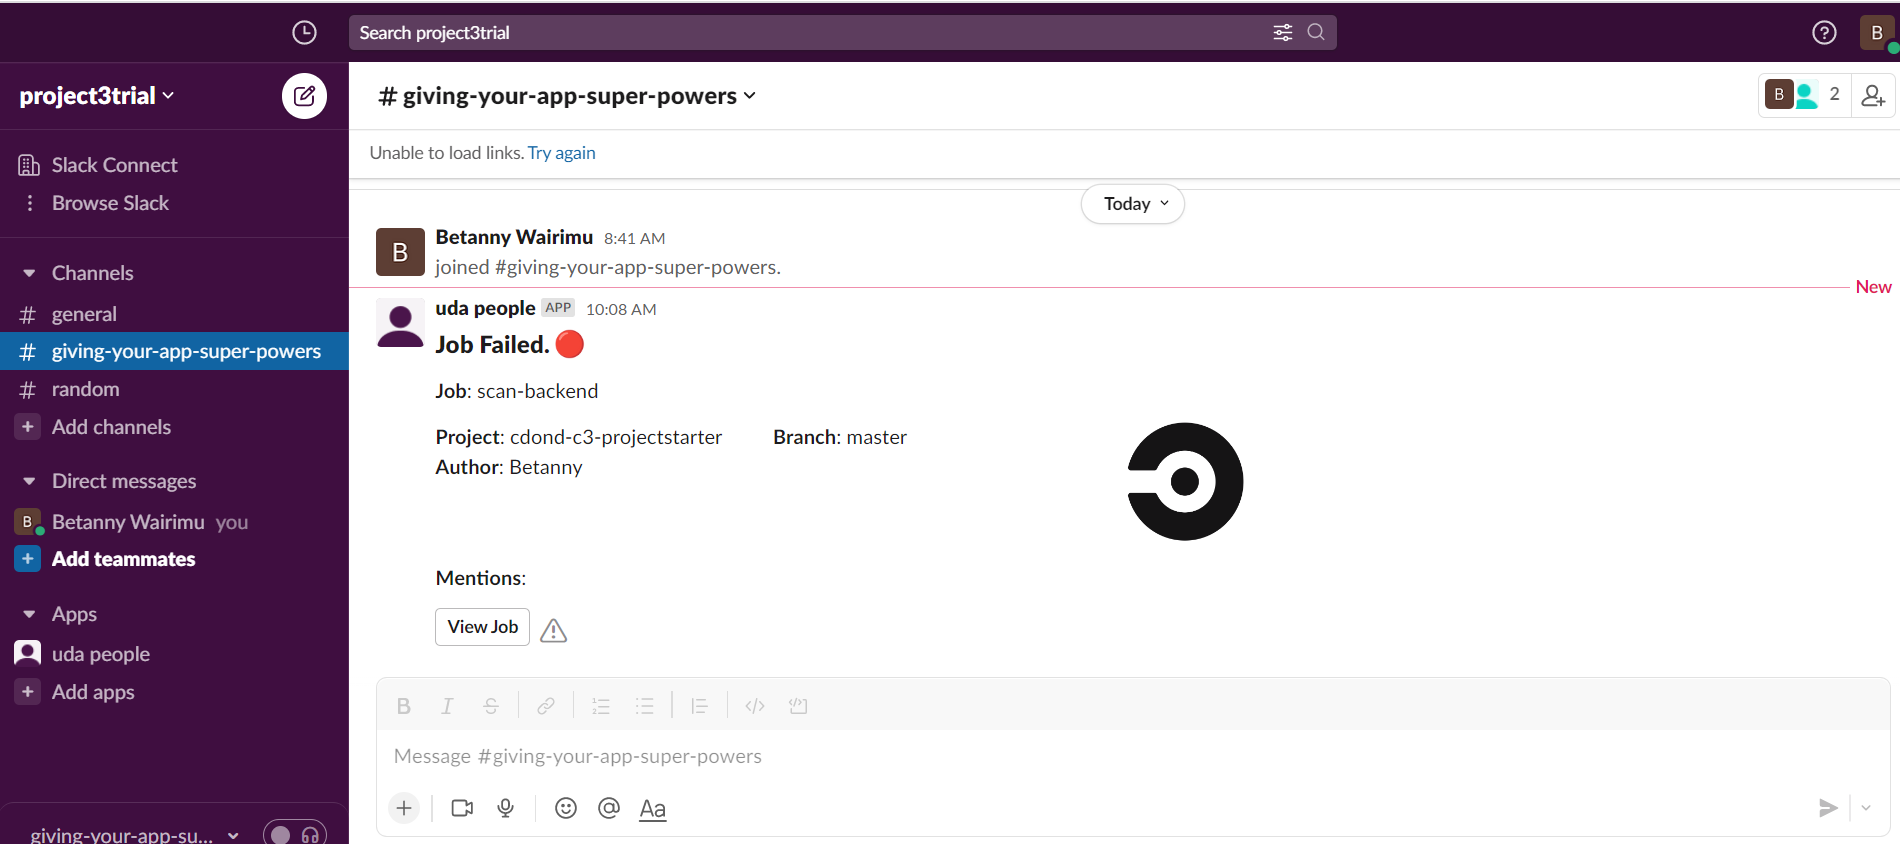 Search project3trial
B
project3trial
# giving-your-app-super-powers
B 2
Unable to load links. Try again
Slack Connect
Browse Slack
Channels
# general
# giving-your-app-super-powers
# random
+ Add channels
Direct messages
B Betanny Wairimu you
+ Add teammates
Apps
uda people
+ Add apps
giving-your-app-su...
Today
B
Betanny Wairimu 8:41 AM
joined #giving-your-app-super-powers.
New
uda people APP 10:08 AM
Job Failed.
Job: scan-backend
Project: cdond-c3-projectstarter Branch: master
Author: Betanny
Mentions:
View Job
Message #giving-your-app-super-powers
Aa